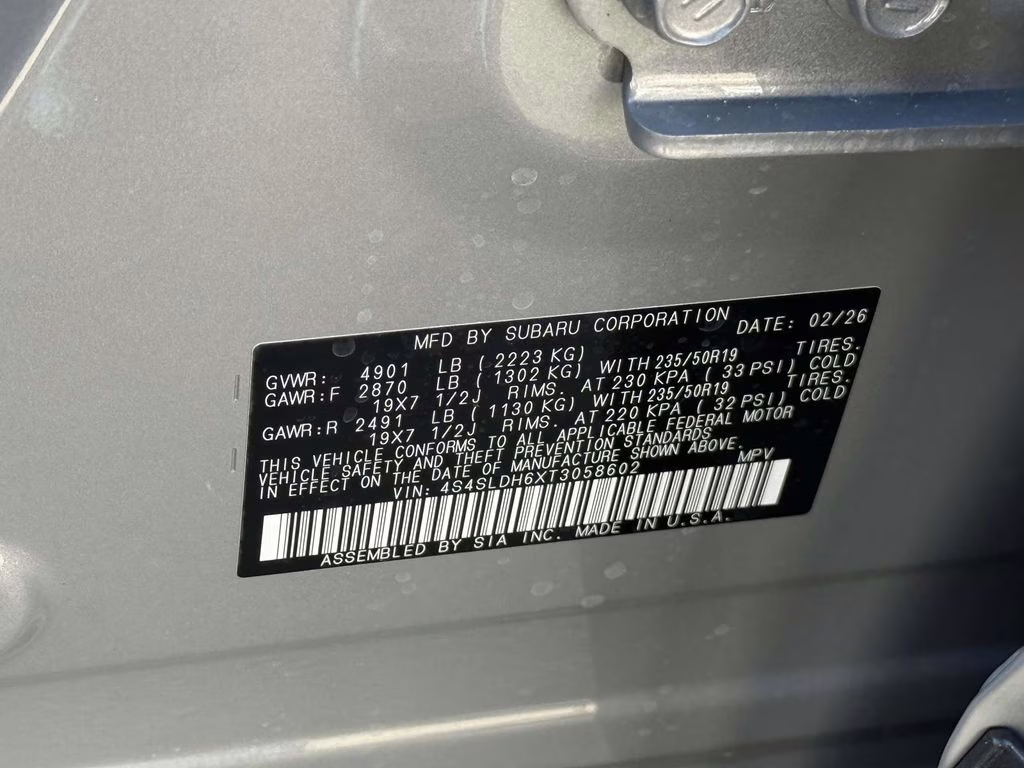 MFD BY SUBARU CORPORATION DATE: 02/26
GVWR: 4901 LB (2223 KG) TIRES.
GAWR:F 2870 LB (1302 KG) WITH 235/50R19
19X7 1/2J RIMS. AT 230 KPA (33 PSI) COLD
GAWR:R 2491 LB (1130 KG) WITH 235/50R19 TIRES.
19X7 1/2J RIMS. AT 220 KPA (32 PSI) COLD
THIS VEHICLE CONFORMS TO ALL APPLICABLE FEDERAL MOTOR
VEHICLE SAFETY AND THEFT PREVENTION STANDARDS
IN EFFECT ON THE DATE OF MANUFACTURE SHOWN ABOVE.
VIN: 4S4SLDH6XT3058602 MPV
ASSEMBLED BY SIA INC. MADE IN U.S.A.